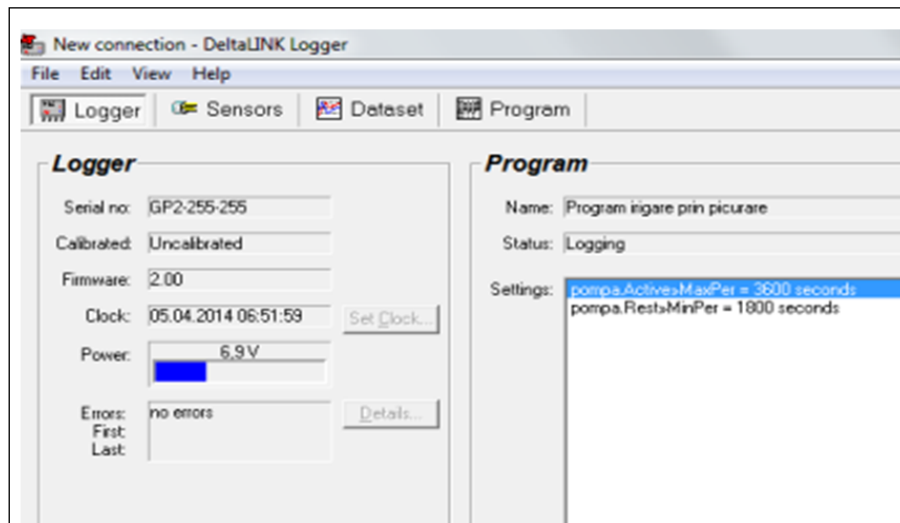 New connection - DeltaLINK Logger
File Edit View Help
Logger Sensors Dataset Program
Logger
Serial no: GP2-255-255
Calibrated: Uncalibrated
Firmware: 2.00
Clock: 05.04.2014 06:51:59 Set Clock...
Power: 6.9 V
Errors: no errors Details...
First:
Last:
Program
Name: Program irigare prin picurare
Status: Logging
Settings: pompa.Active»MaxPer = 3600 seconds
pompa.Rest»MinPer = 1800 seconds